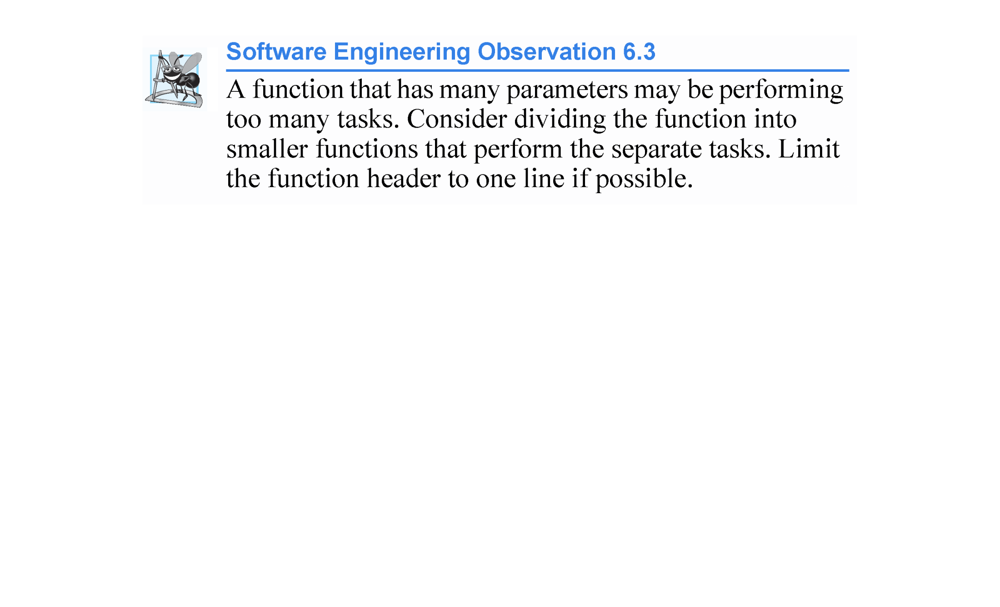 Software Engineering Observation 6.3
A function that has many parameters may be performing
too many tasks. Consider dividing the function into
smaller functions that perform the separate tasks. Limit
the function header to one line if possible.